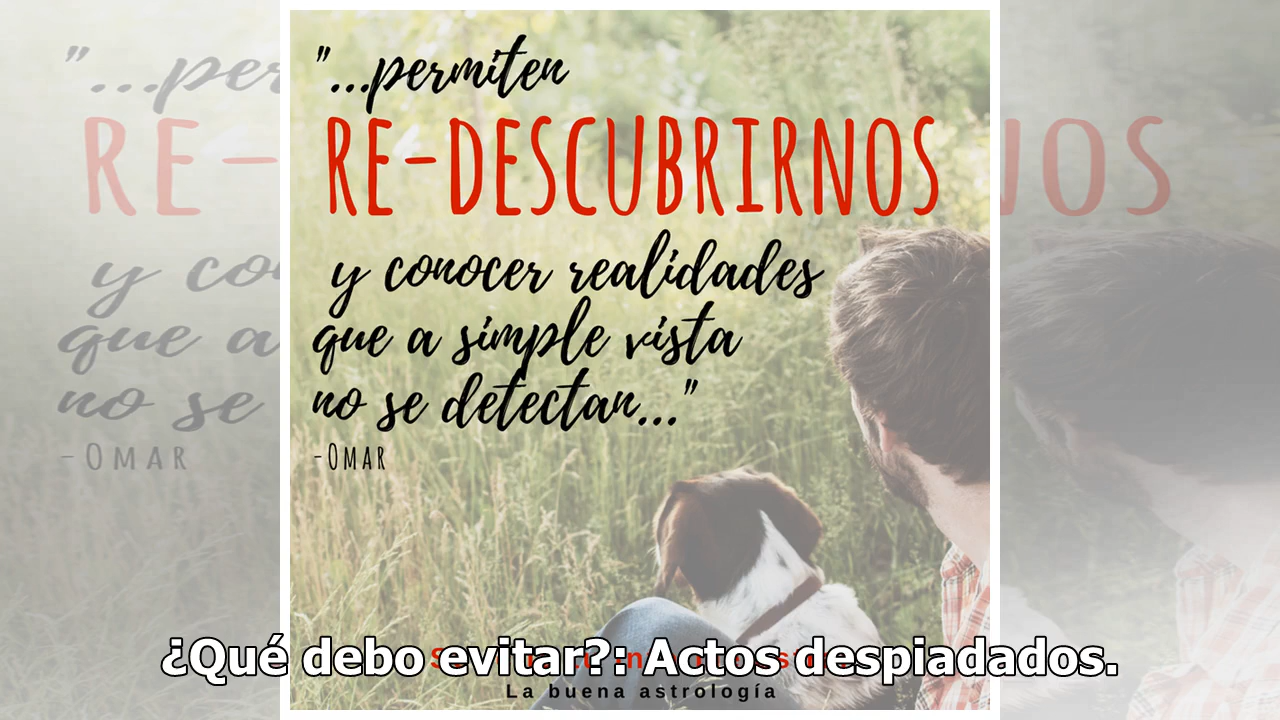 "...permiten
RE-DESCUBRIRNOS
y conocer realidades
que a simple vista
no se detectan..."
-OMAR
¿Qué debo evitar?: Actos despiadados.
La buena astrología